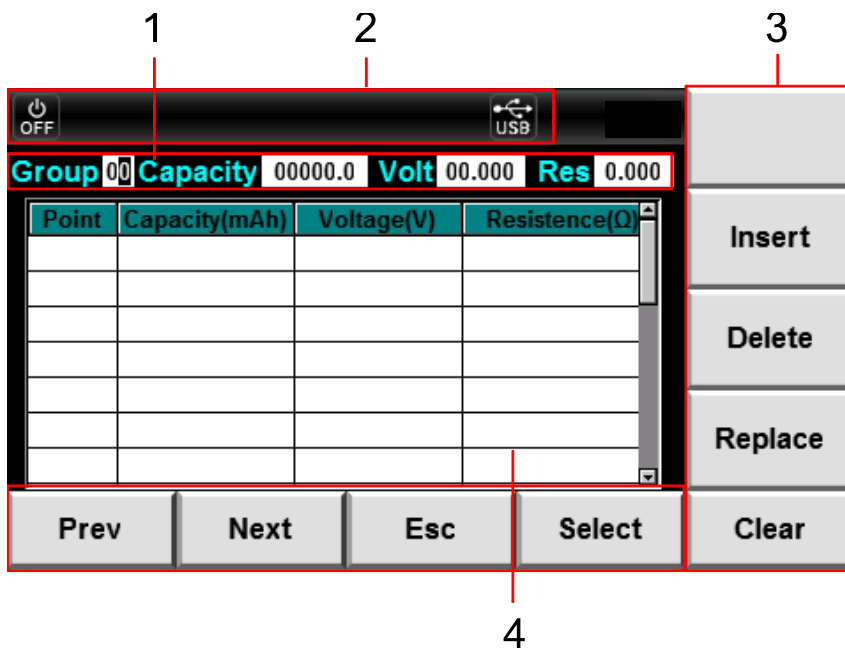 1 2 3
OFF USB
Group 00 Capacity 00000.0 Volt 00.000 Res 0.000
Point Capacity(mAh) Voltage(V) Resistence(Ω)
Insert
Delete
Replace
Prev Next Esc Select Clear
4